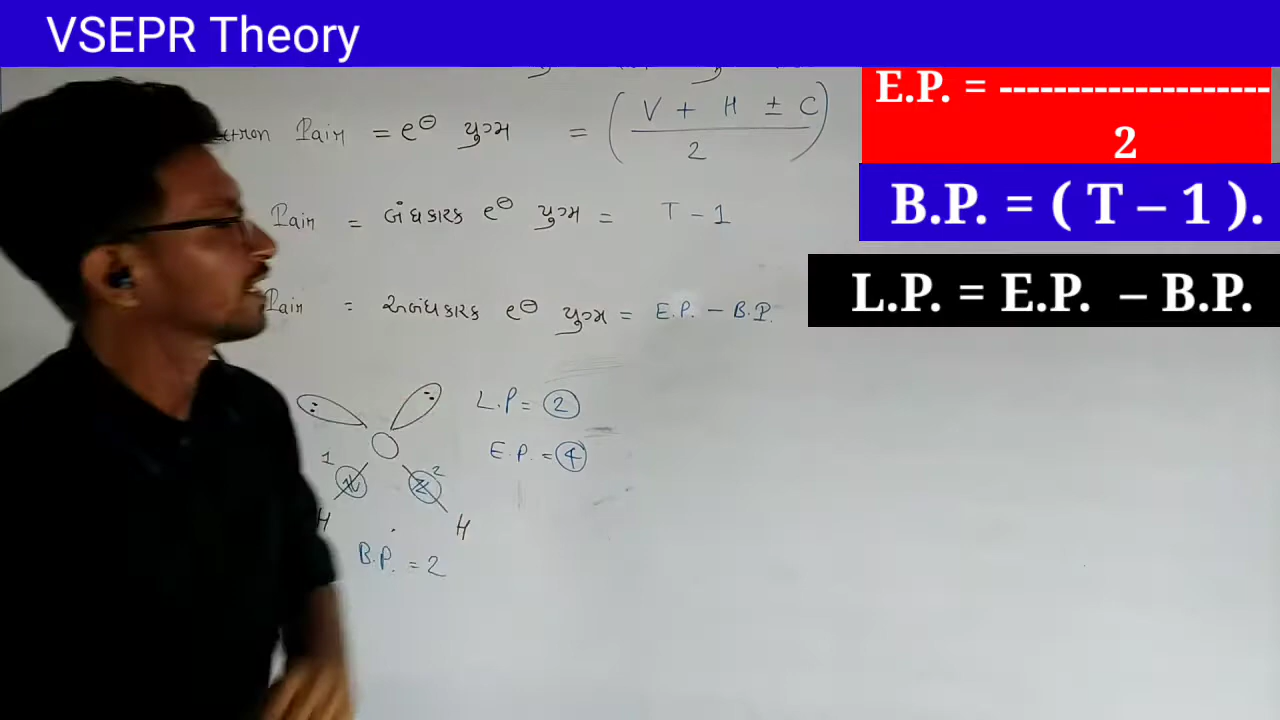 VSEPR Theory
E.P. = --------------------
2
B.P. = ( T – 1 ).
L.P. = E.P. – B.P.
Pair = e⊖ યુગ્મ = ( V + H ± C / 2 )
Pair = બંધકારક e⊖ યુગ્મ = T - 1
Pair = અબંધકારક e⊖ યુગ્મ = E.P. - B.P.
L.P = 2
E.P. = 4
1 2
H H
B.P. = 2